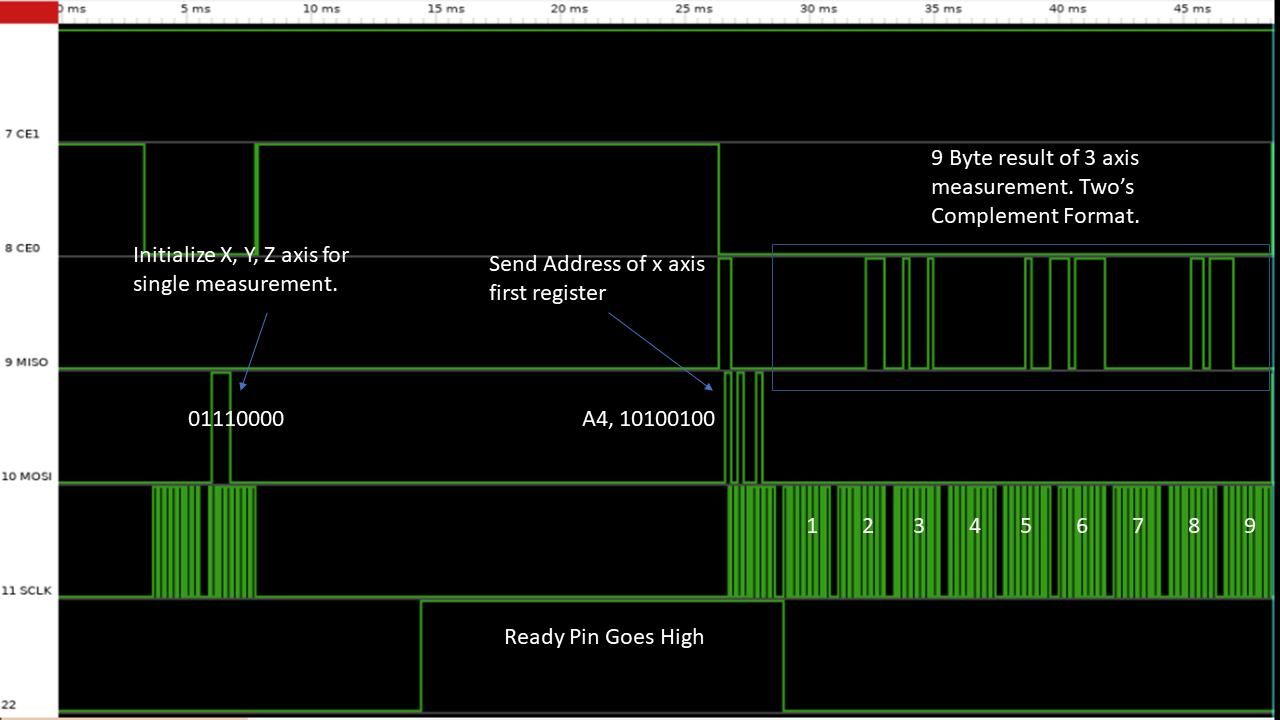 0 ms 5 ms 10 ms 15 ms 20 ms 25 ms 30 ms 35 ms 40 ms 45 ms
7 CE1
9 Byte result of 3 axis
measurement. Two’s
Complement Format.
8 CE0
Initialize X, Y, Z axis for
single measurement.
Send Address of x axis
first register
9 MISO
01110000
A4, 10100100
10 MOSI
1 2 3 4 5 6 7 8 9
11 SCLK
Ready Pin Goes High
22